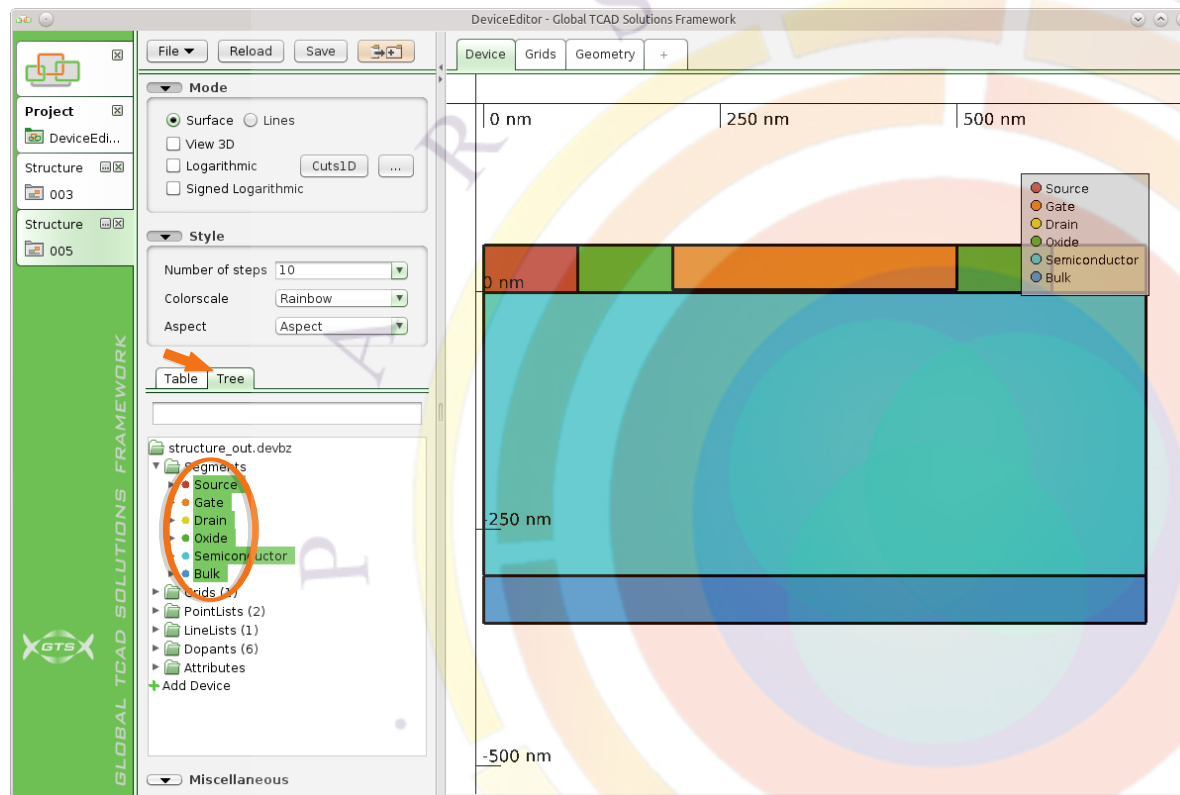 DeviceEditor - Global TCAD Solutions Framework
File Reload Save
Device Grids Geometry +
Project
DeviceEdi...
Structure
003
Structure
005
GLOBAL TCAD SOLUTIONS FRAMEWORK
GTS
Mode
Surface Lines
View 3D
Logarithmic Cuts1D ...
Signed Logarithmic
Style
Number of steps 10
Colorscale Rainbow
Aspect Aspect
Table Tree
structure_out.devbz
Segments
Source
Gate
Drain
Oxide
Semiconductor
Bulk
Grids (1)
PointLists (2)
LineLists (1)
Dopants (6)
Attributes
Add Device
Miscellaneous
0 nm 250 nm 500 nm
Source
Gate
Drain
Oxide
Semiconductor
Bulk
0 nm
-250 nm
-500 nm
. P A R S